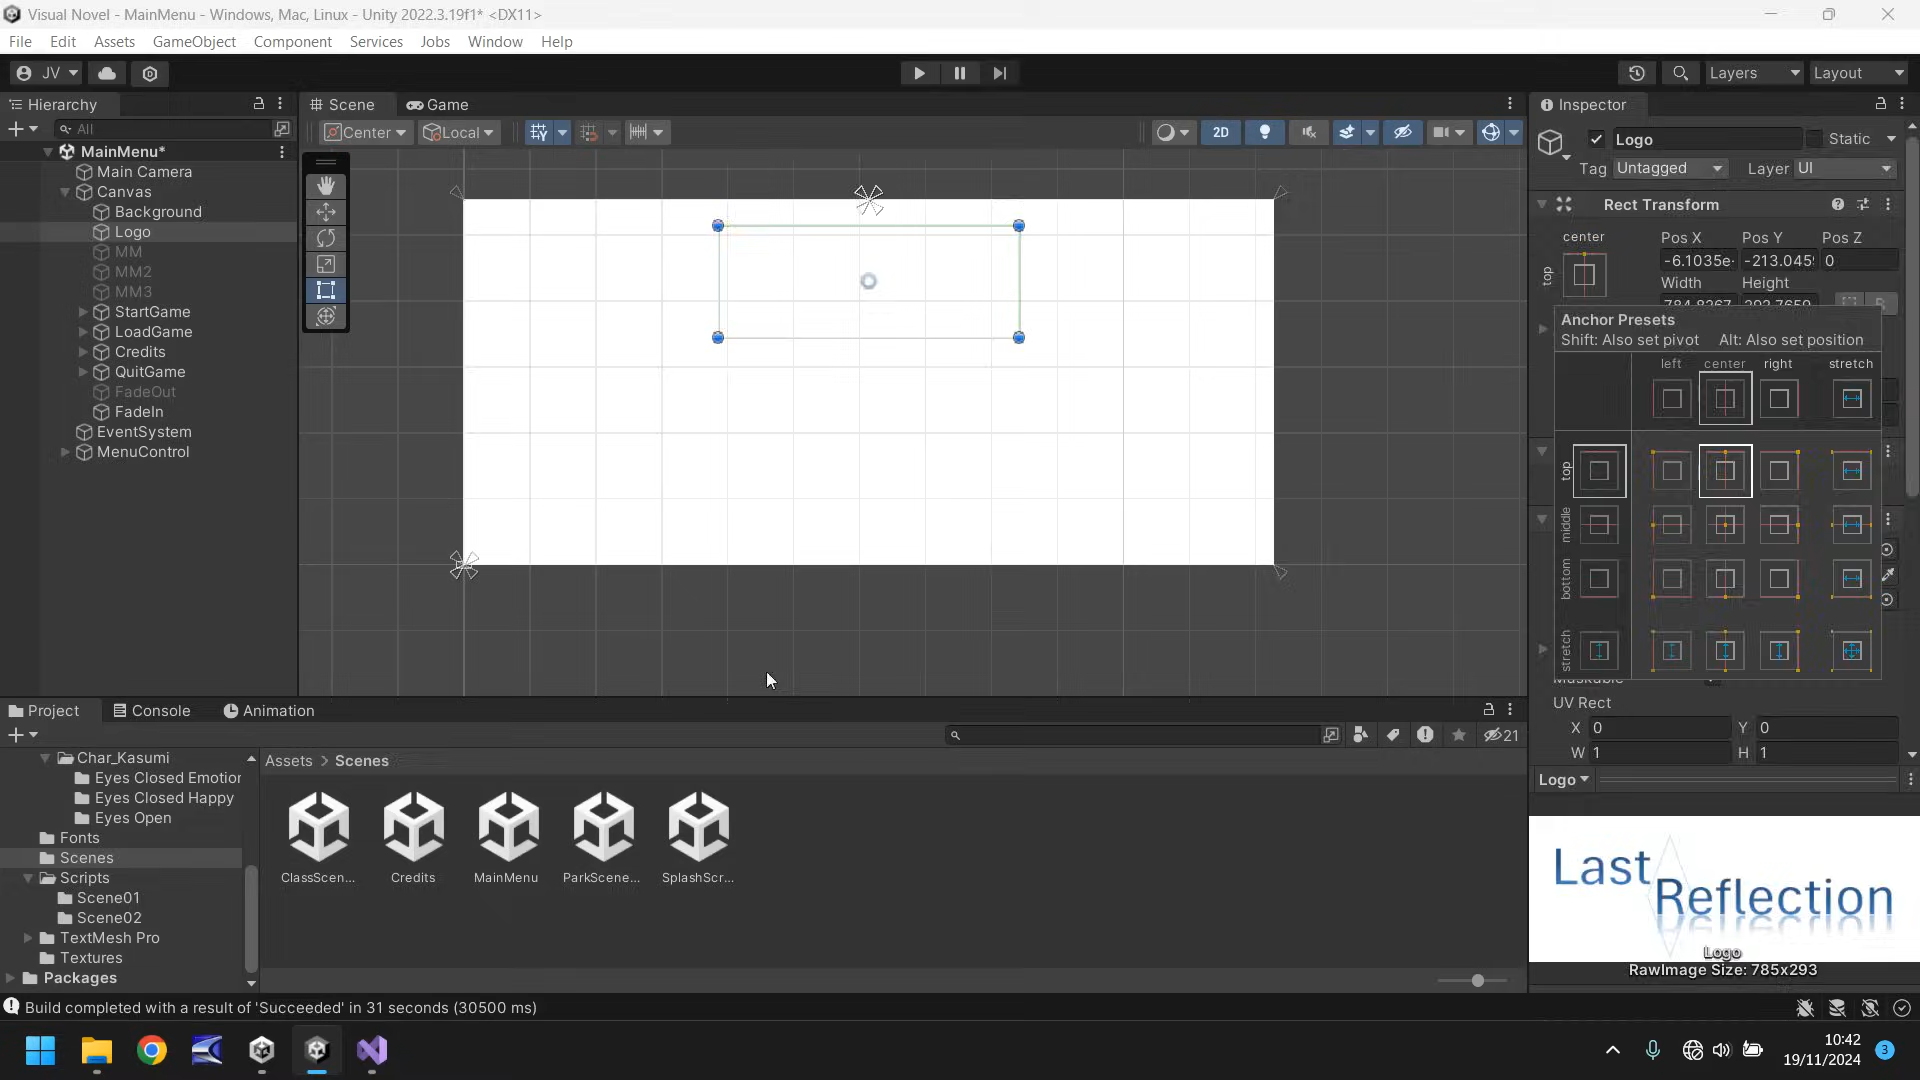 Visual Novel - MainMenu - Windows, Mac, Linux - Unity 2022.3.19f1* <DX11>
File Edit Assets GameObject Component Services Jobs Window Help
JV
Layers Layout
Hierarchy
All
MainMenu*
Main Camera
Canvas
Background
Logo
MM
MM2
MM3
StartGame
LoadGame
Credits
QuitGame
FadeOut
FadeIn
EventSystem
MenuControl
Scene Game
Center Local
2D
Inspector
Logo Static
Tag Untagged Layer UI
Rect Transform
center Pos X Pos Y Pos Z
top -6.1035e- -213.045 0
Width Height
Anchor Presets
Shift: Also set pivot Alt: Also set position
left center right stretch
top
middle
bottom
stretch
Maskable
UV Rect
X 0 Y 0
W 1 H 1
Logo
Last
Reflection
Logo
RawImage Size: 785x293
Project Console Animation
21
Char_Kasumi
Eyes Closed Emotion
Eyes Closed Happy
Eyes Open
Fonts
Scenes
Scripts
Scene01
Scene02
TextMesh Pro
Textures
Packages
Assets > Scenes
ClassScen... Credits MainMenu ParkScene... SplashScr...
Build completed with a result of 'Succeeded' in 31 seconds (30500 ms)
10:42
19/11/2024
3